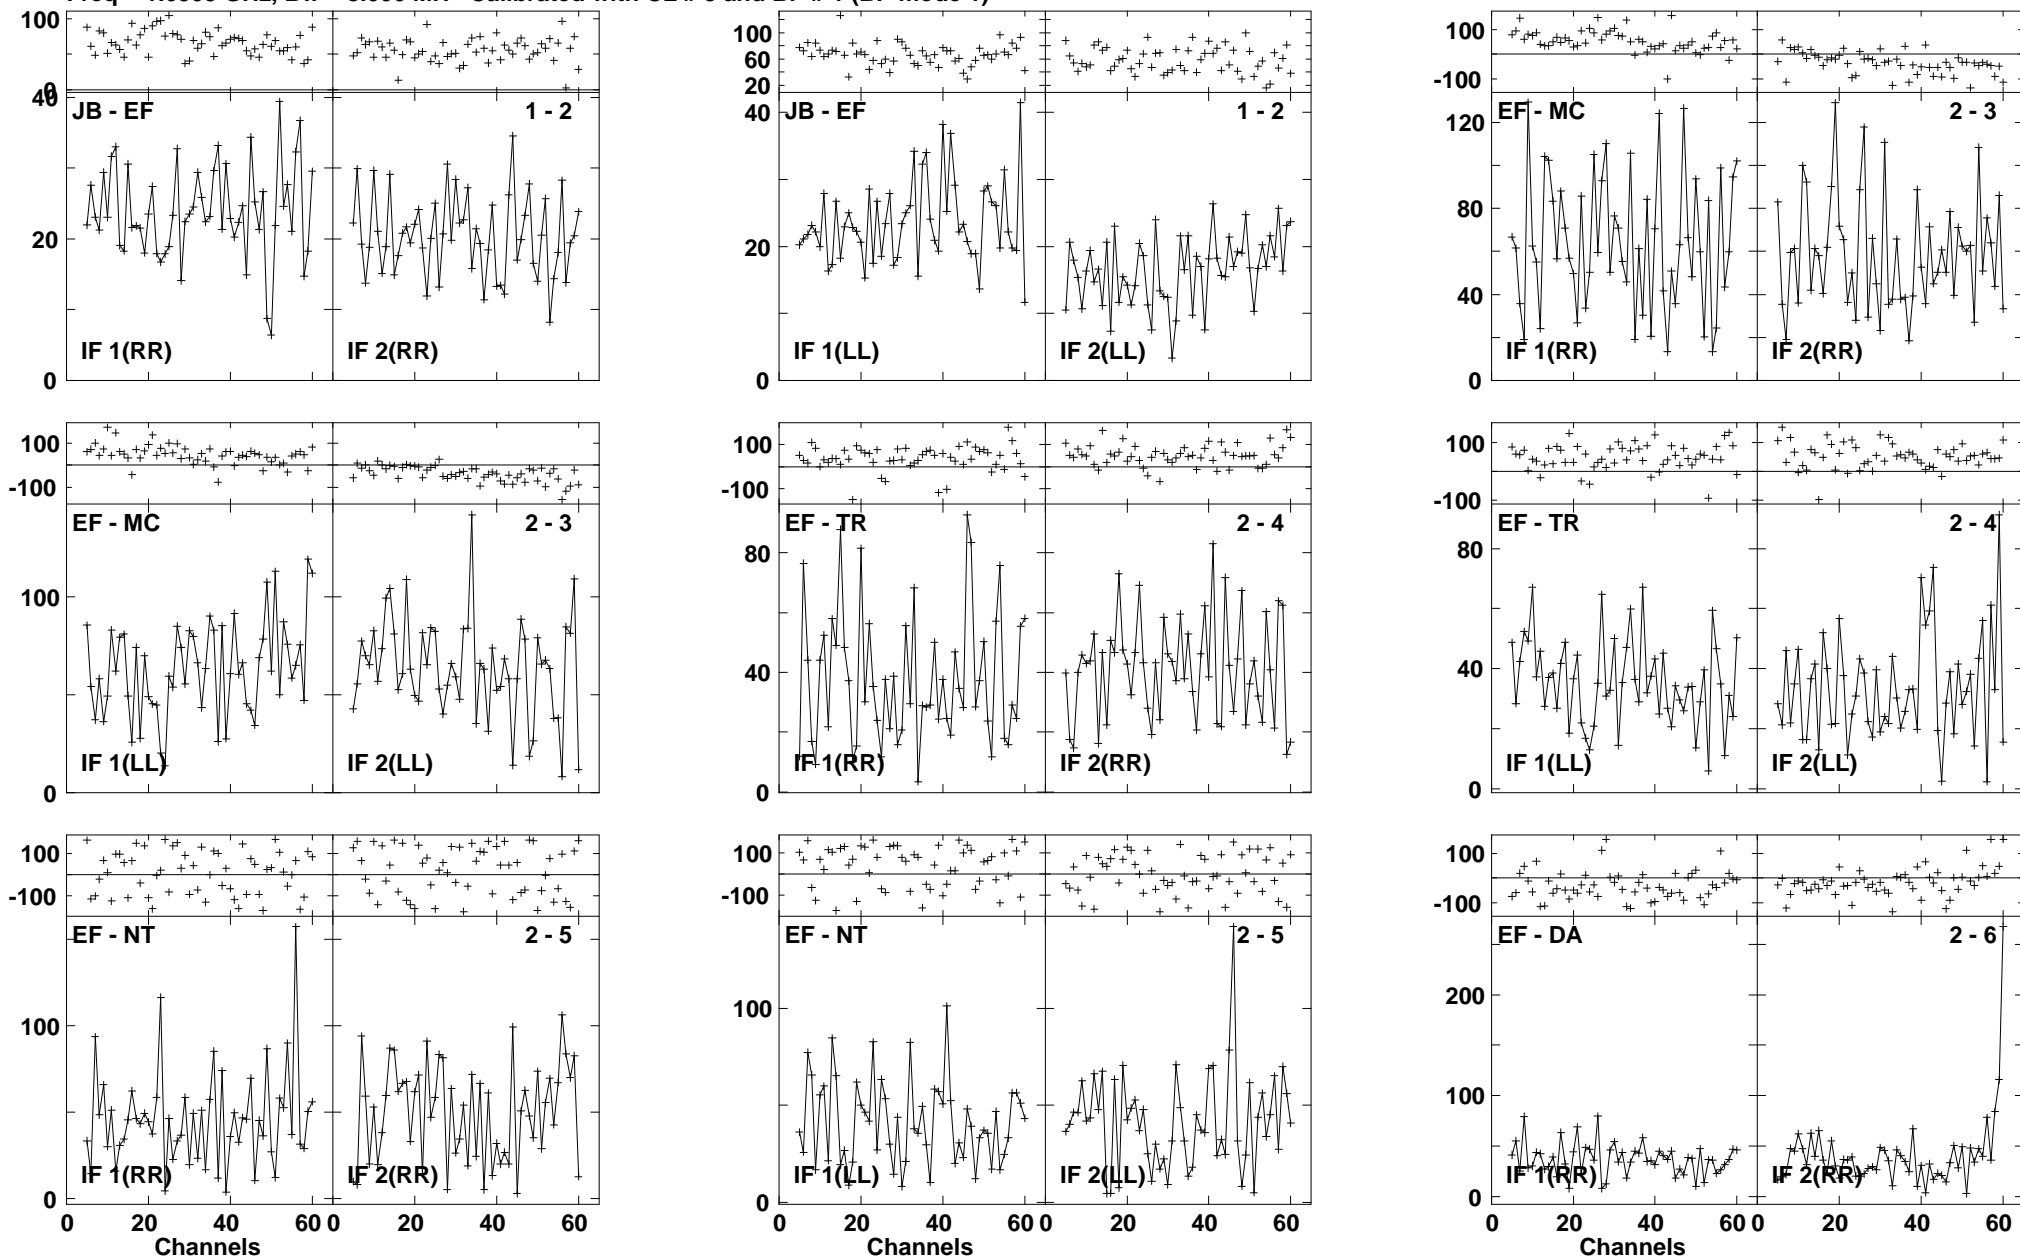 100
0
40
20
0
JB - EF
1 - 2
IF 1(RR)
IF 2(RR)
100
60
20
40
20
0
JB - EF
1 - 2
IF 1(LL)
IF 2(LL)
100
-100
120
80
40
0
EF - MC
2 - 3
IF 1(RR)
IF 2(RR)
100
-100
100
0
EF - MC
2 - 3
IF 1(LL)
IF 2(LL)
100
-100
80
40
0
EF - TR
2 - 4
IF 1(RR)
IF 2(RR)
100
-100
80
40
0
EF - TR
2 - 4
IF 1(LL)
IF 2(LL)
100
-100
100
0
EF - NT
2 - 5
IF 1(RR)
IF 2(RR)
0 20 40 60 0 20 40 60
Channels
100
-100
100
0
EF - NT
2 - 5
IF 1(LL)
IF 2(LL)
0 20 40 60 0 20 40 60
Channels
100
-100
200
100
0
EF - DA
2 - 6
IF 1(RR)
IF 2(RR)
0 20 40 60 0 20 40 60
Channels